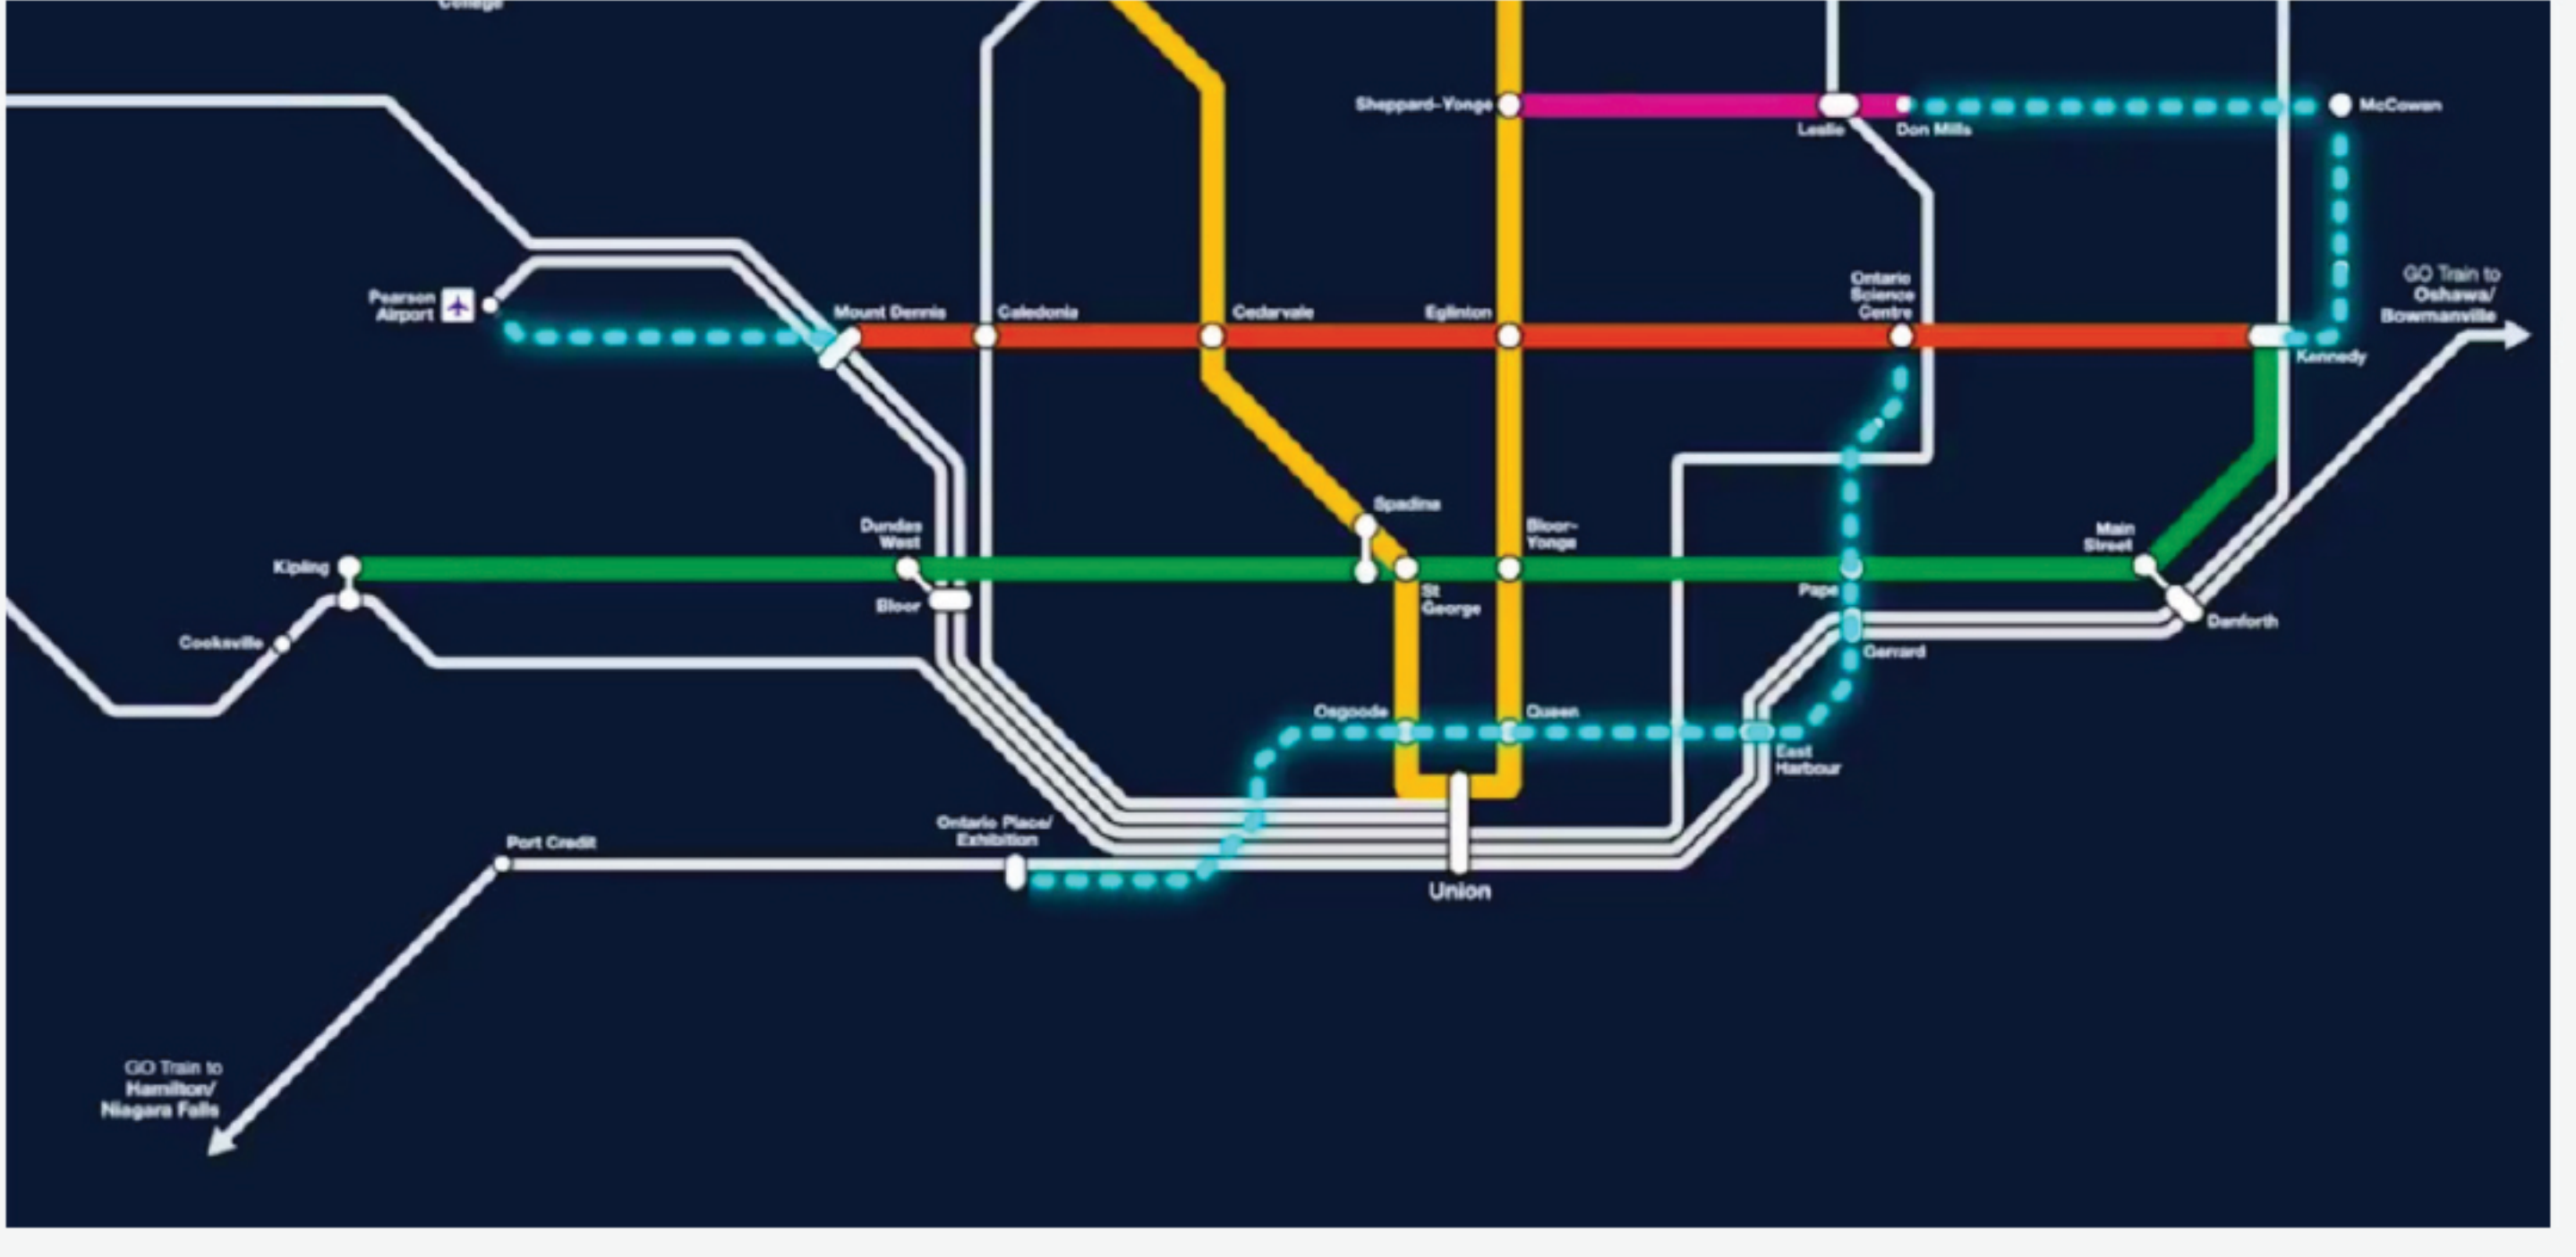 College
Sheppard-Yonge
McCowan
Leslie
Don Mills
GO Train to
Oshawa/
Bowmanville
Ontario
Science
Centre
Pearson
Airport
Mount Dennis
Caledonia
Cedarvale
Eglinton
Kennedy
Spadina
Dundas
West
Bloor-
Yonge
Main
Street
Kipling
Bloor
St
George
Pape
Danforth
Cooksville
Gerrard
Osgoode
Queen
East
Harbour
Ontario Place/
Exhibition
Port Credit
Union
GO Train to
Hamilton/
Niagara Falls